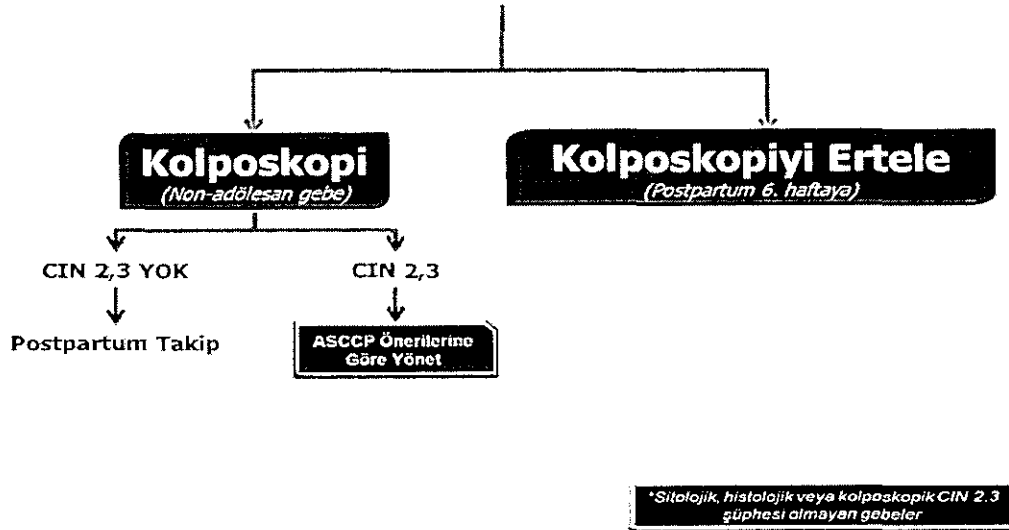 Kolposkopi
(Non-adölesan gebe)
Kolposkopiyi Ertele
(Postpartum 6. haftaya)
CIN 2,3 YOK
CIN 2,3
Postpartum Takip
ASCCP Önerilerine
Göre Yönet
*Sitolojik, histolojik veya kolposkopik CIN 2.3
şüphesi olmayan gebeler